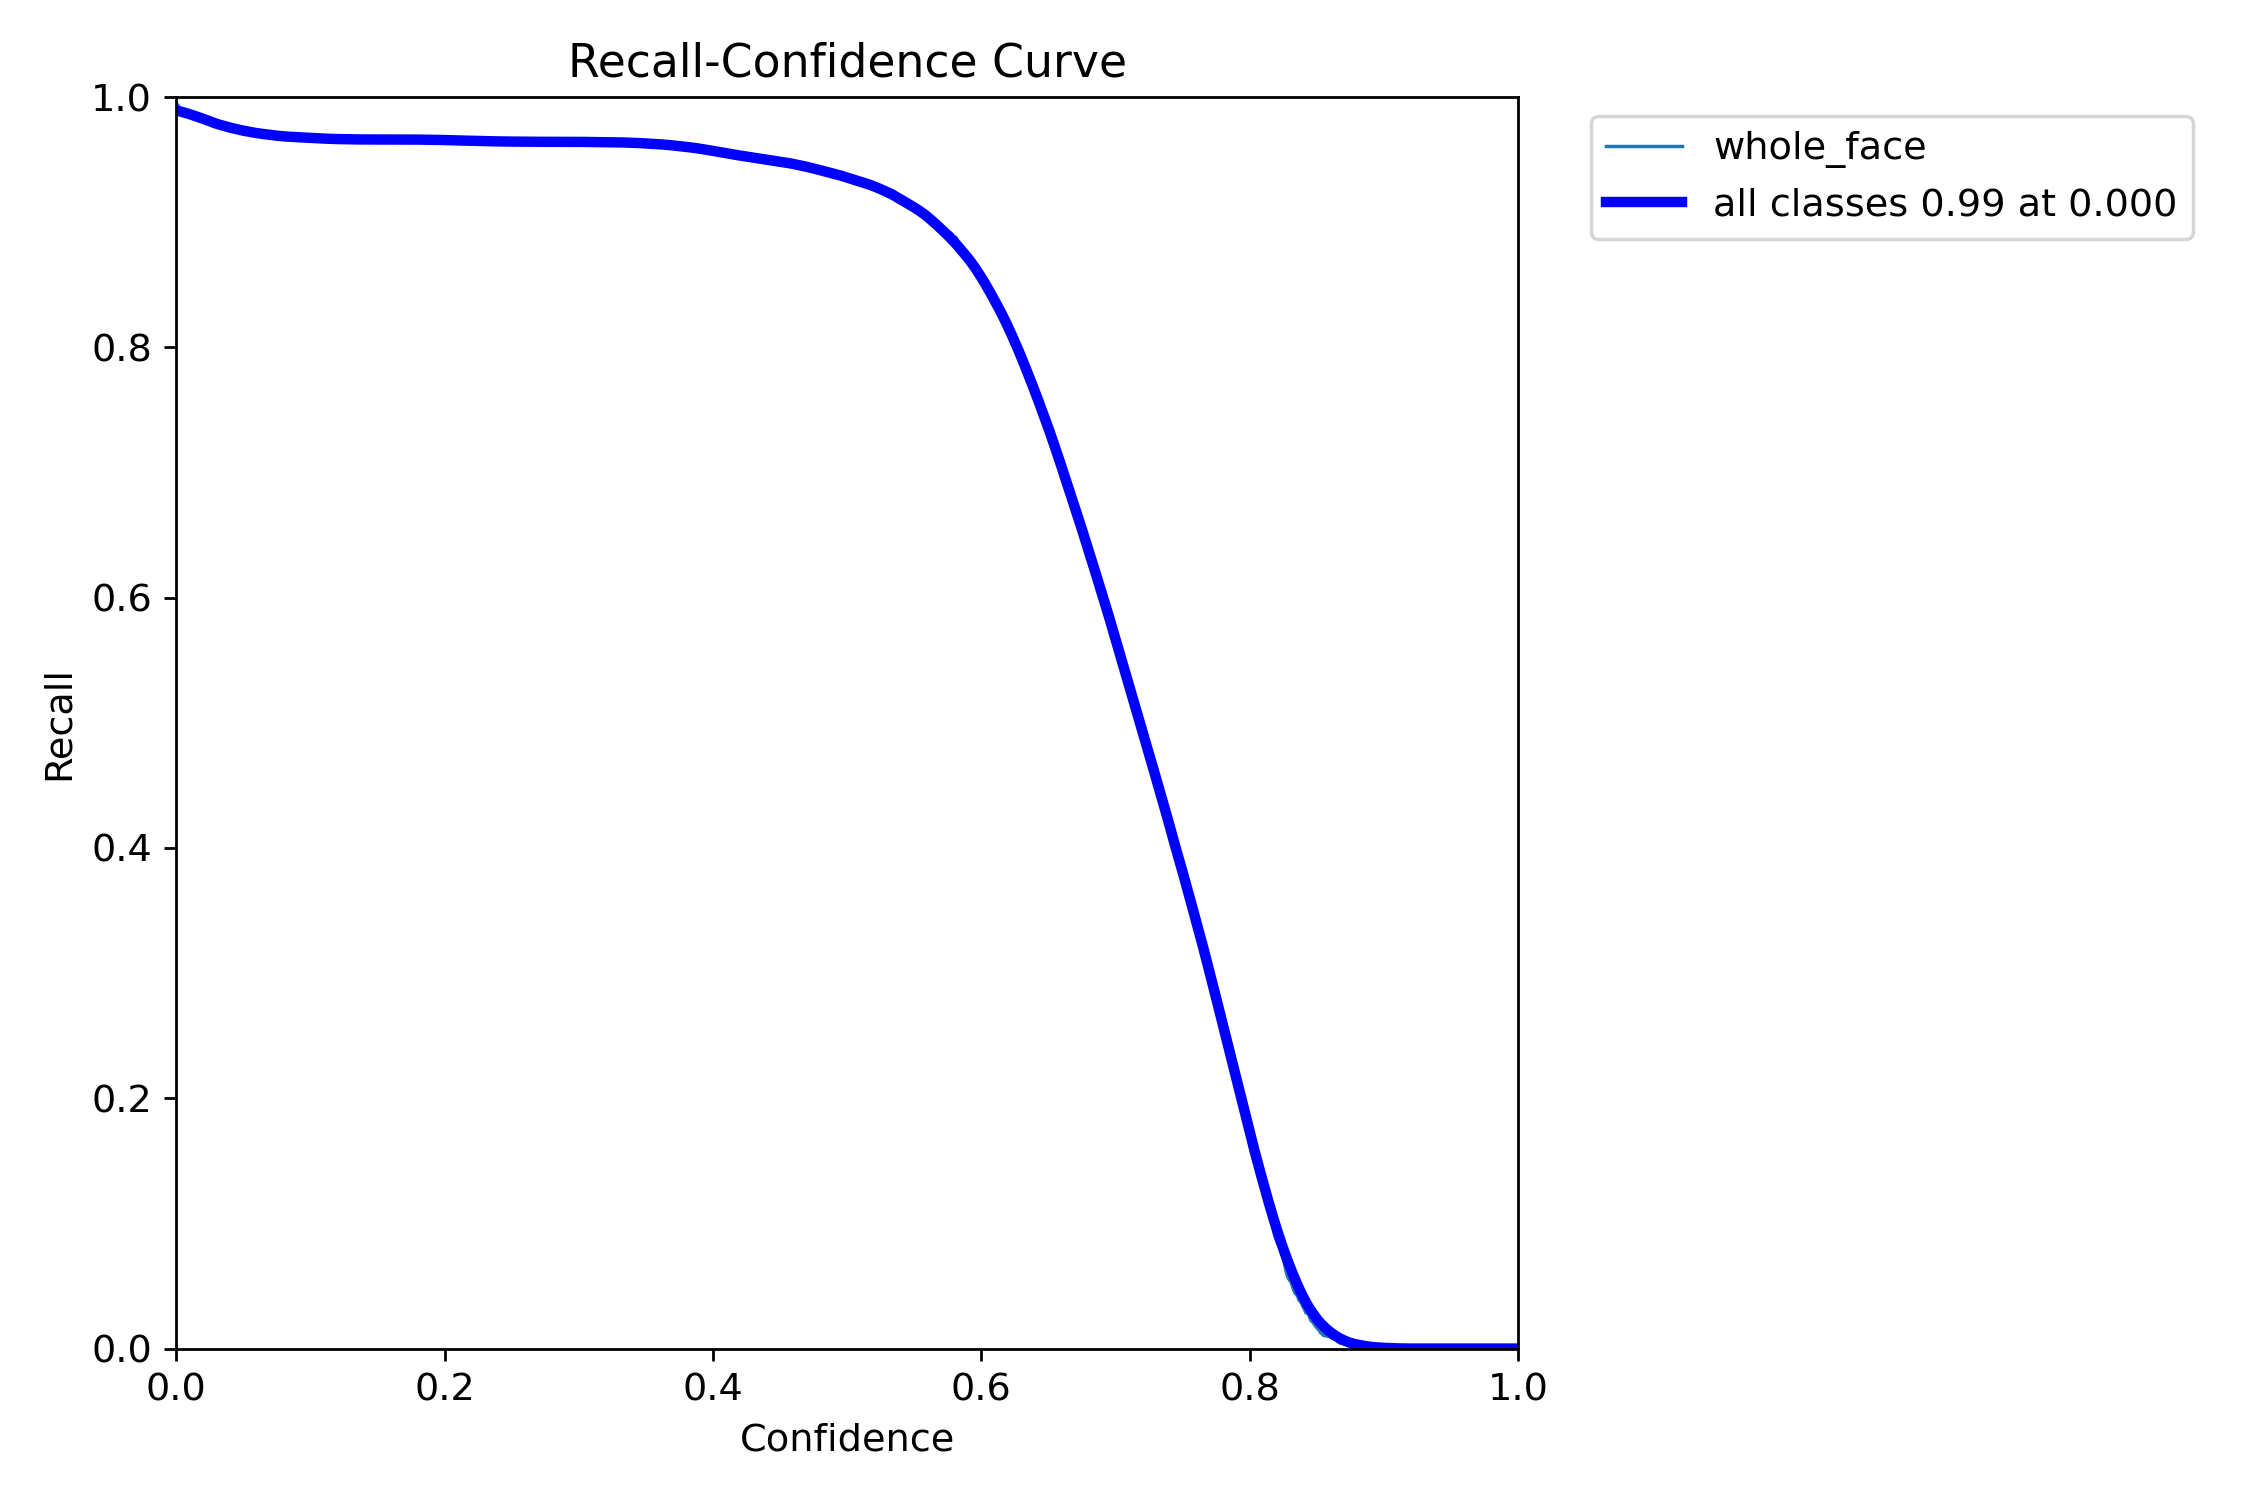 Recall-Confidence Curve
whole_face
all classes 0.99 at 0.000
1.0
0.8
0.6
0.4
0.2
0.0
Recall
0.0 0.2 0.4 0.6 0.8 1.0
Confidence